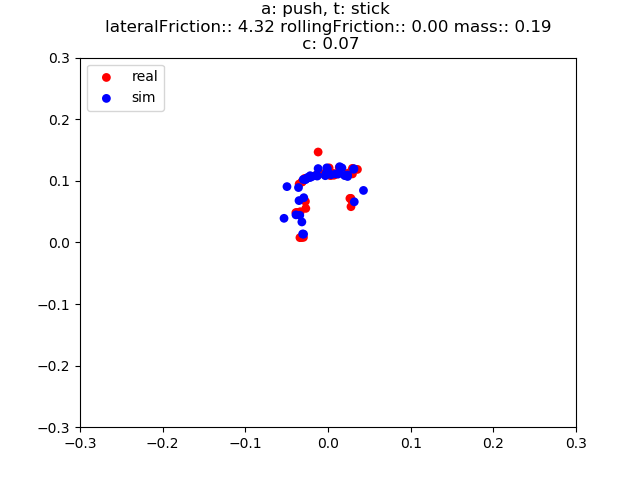 a: push, t: stick
lateralFriction:: 4.32 rollingFriction:: 0.00 mass:: 0.19
c: 0.07
real
sim
0.3
0.2
0.1
0.0
−0.1
−0.2
−0.3
−0.3 −0.2 −0.1 0.0 0.1 0.2 0.3